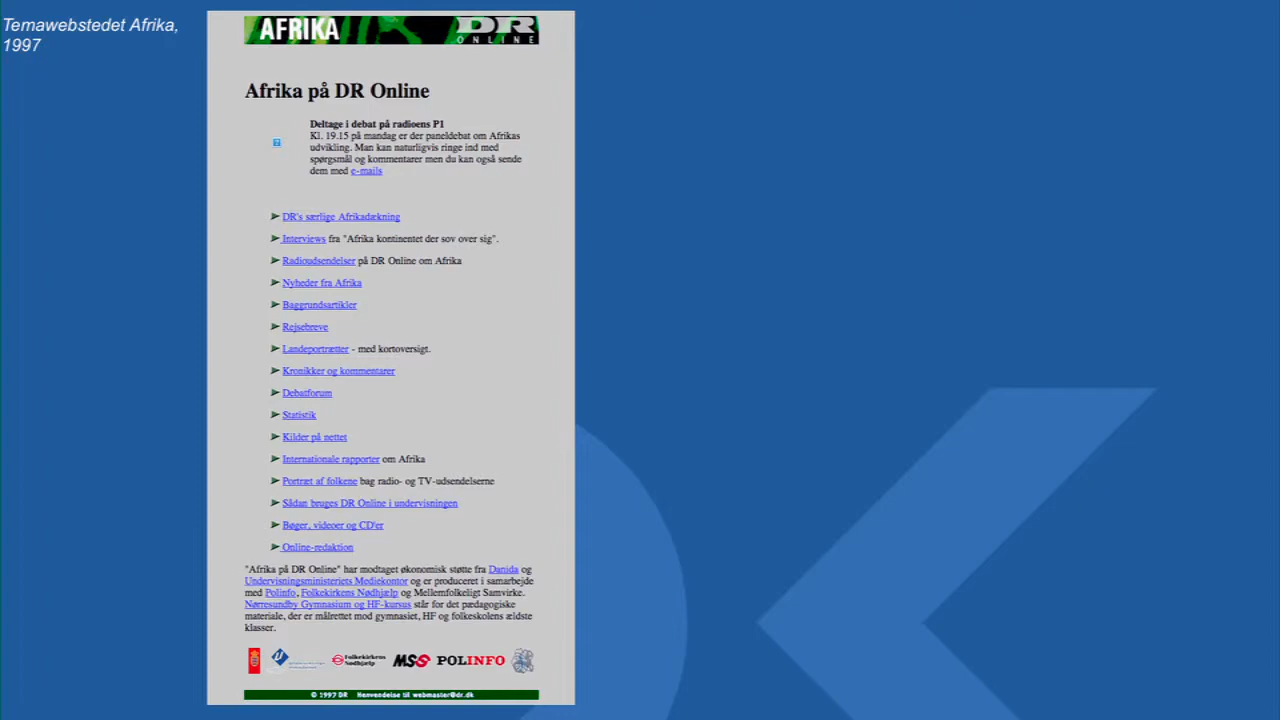 Temawebstedet Afrika,
1997
AFRIKA
DR
ONLINE
Afrika på DR Online
Deltage i debat på radioens P1
Kl. 19.15 på mandag er der paneldebat om Afrikas
udvikling. Man kan naturligvis ringe ind med
spørgsmål og kommentarer men du kan også sende
dem med e-mails
DR's særlige Afrikadækning
Interviews fra "Afrika kontinentet der sov over sig".
Radioudsendelser på DR Online om Afrika
Nyheder fra Afrika
Baggrundsartikler
Rejsebreve
Landeportrætter - med kortoversigt.
Kronikker og kommentarer
Debatforum
Statistik
Kilder på nettet
Internationale rapporter om Afrika
Portræt af folkene bag radio- og TV-udsendelserne
Sådan bruges DR Online i undervisningen
Bøger, videoer og CD'er
Online-redaktion
"Afrika på DR Online" har modtaget økonomisk støtte fra Danida og
Undervisningsministeriets Mediekontor og er produceret i samarbejde
med Polinfo, Folkekirkens Nødhjælp og Mellemfolkeligt Samvirke.
Nørresundby Gymnasium og HF-kursus står for det pædagogiske
materiale, der er målrettet mod gymnasiet, HF og folkeskolens ældste
klasser.
Folkekirkens
Nødhjælp
MS
POLINFO
© 1997 DR Henvendelse til webmaster@dr.dk